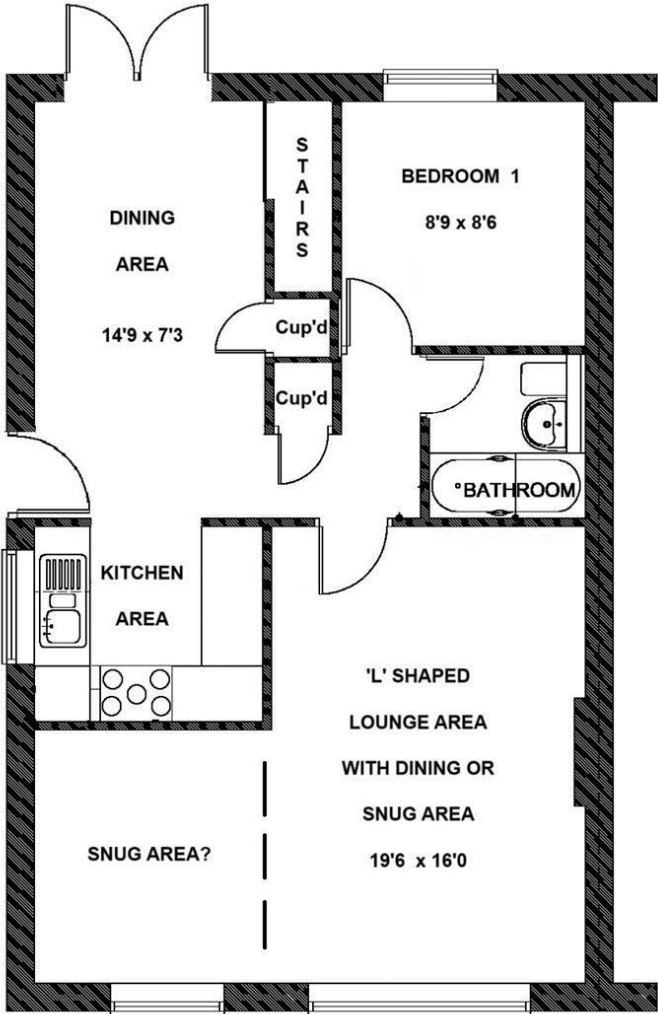 DINING
AREA
14'9 x 7'3
STAIRS
BEDROOM 1
8'9 x 8'6
Cup'd
Cup'd
BATHROOM
KITCHEN
AREA
'L' SHAPED
LOUNGE AREA
WITH DINING OR
SNUG AREA
19'6 x 16'0
SNUG AREA?